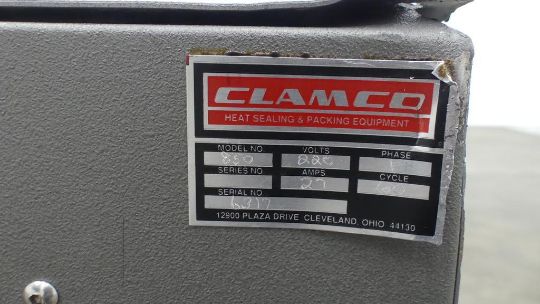 CLAMCO
HEAT SEALING & PACKING EQUIPMENT
MODEL NO VOLTS PHASE
850 220 1
SERIES NO AMPS CYCLE
27
SERIAL NO
12900 PLAZA DRIVE CLEVELAND, OHIO 44130